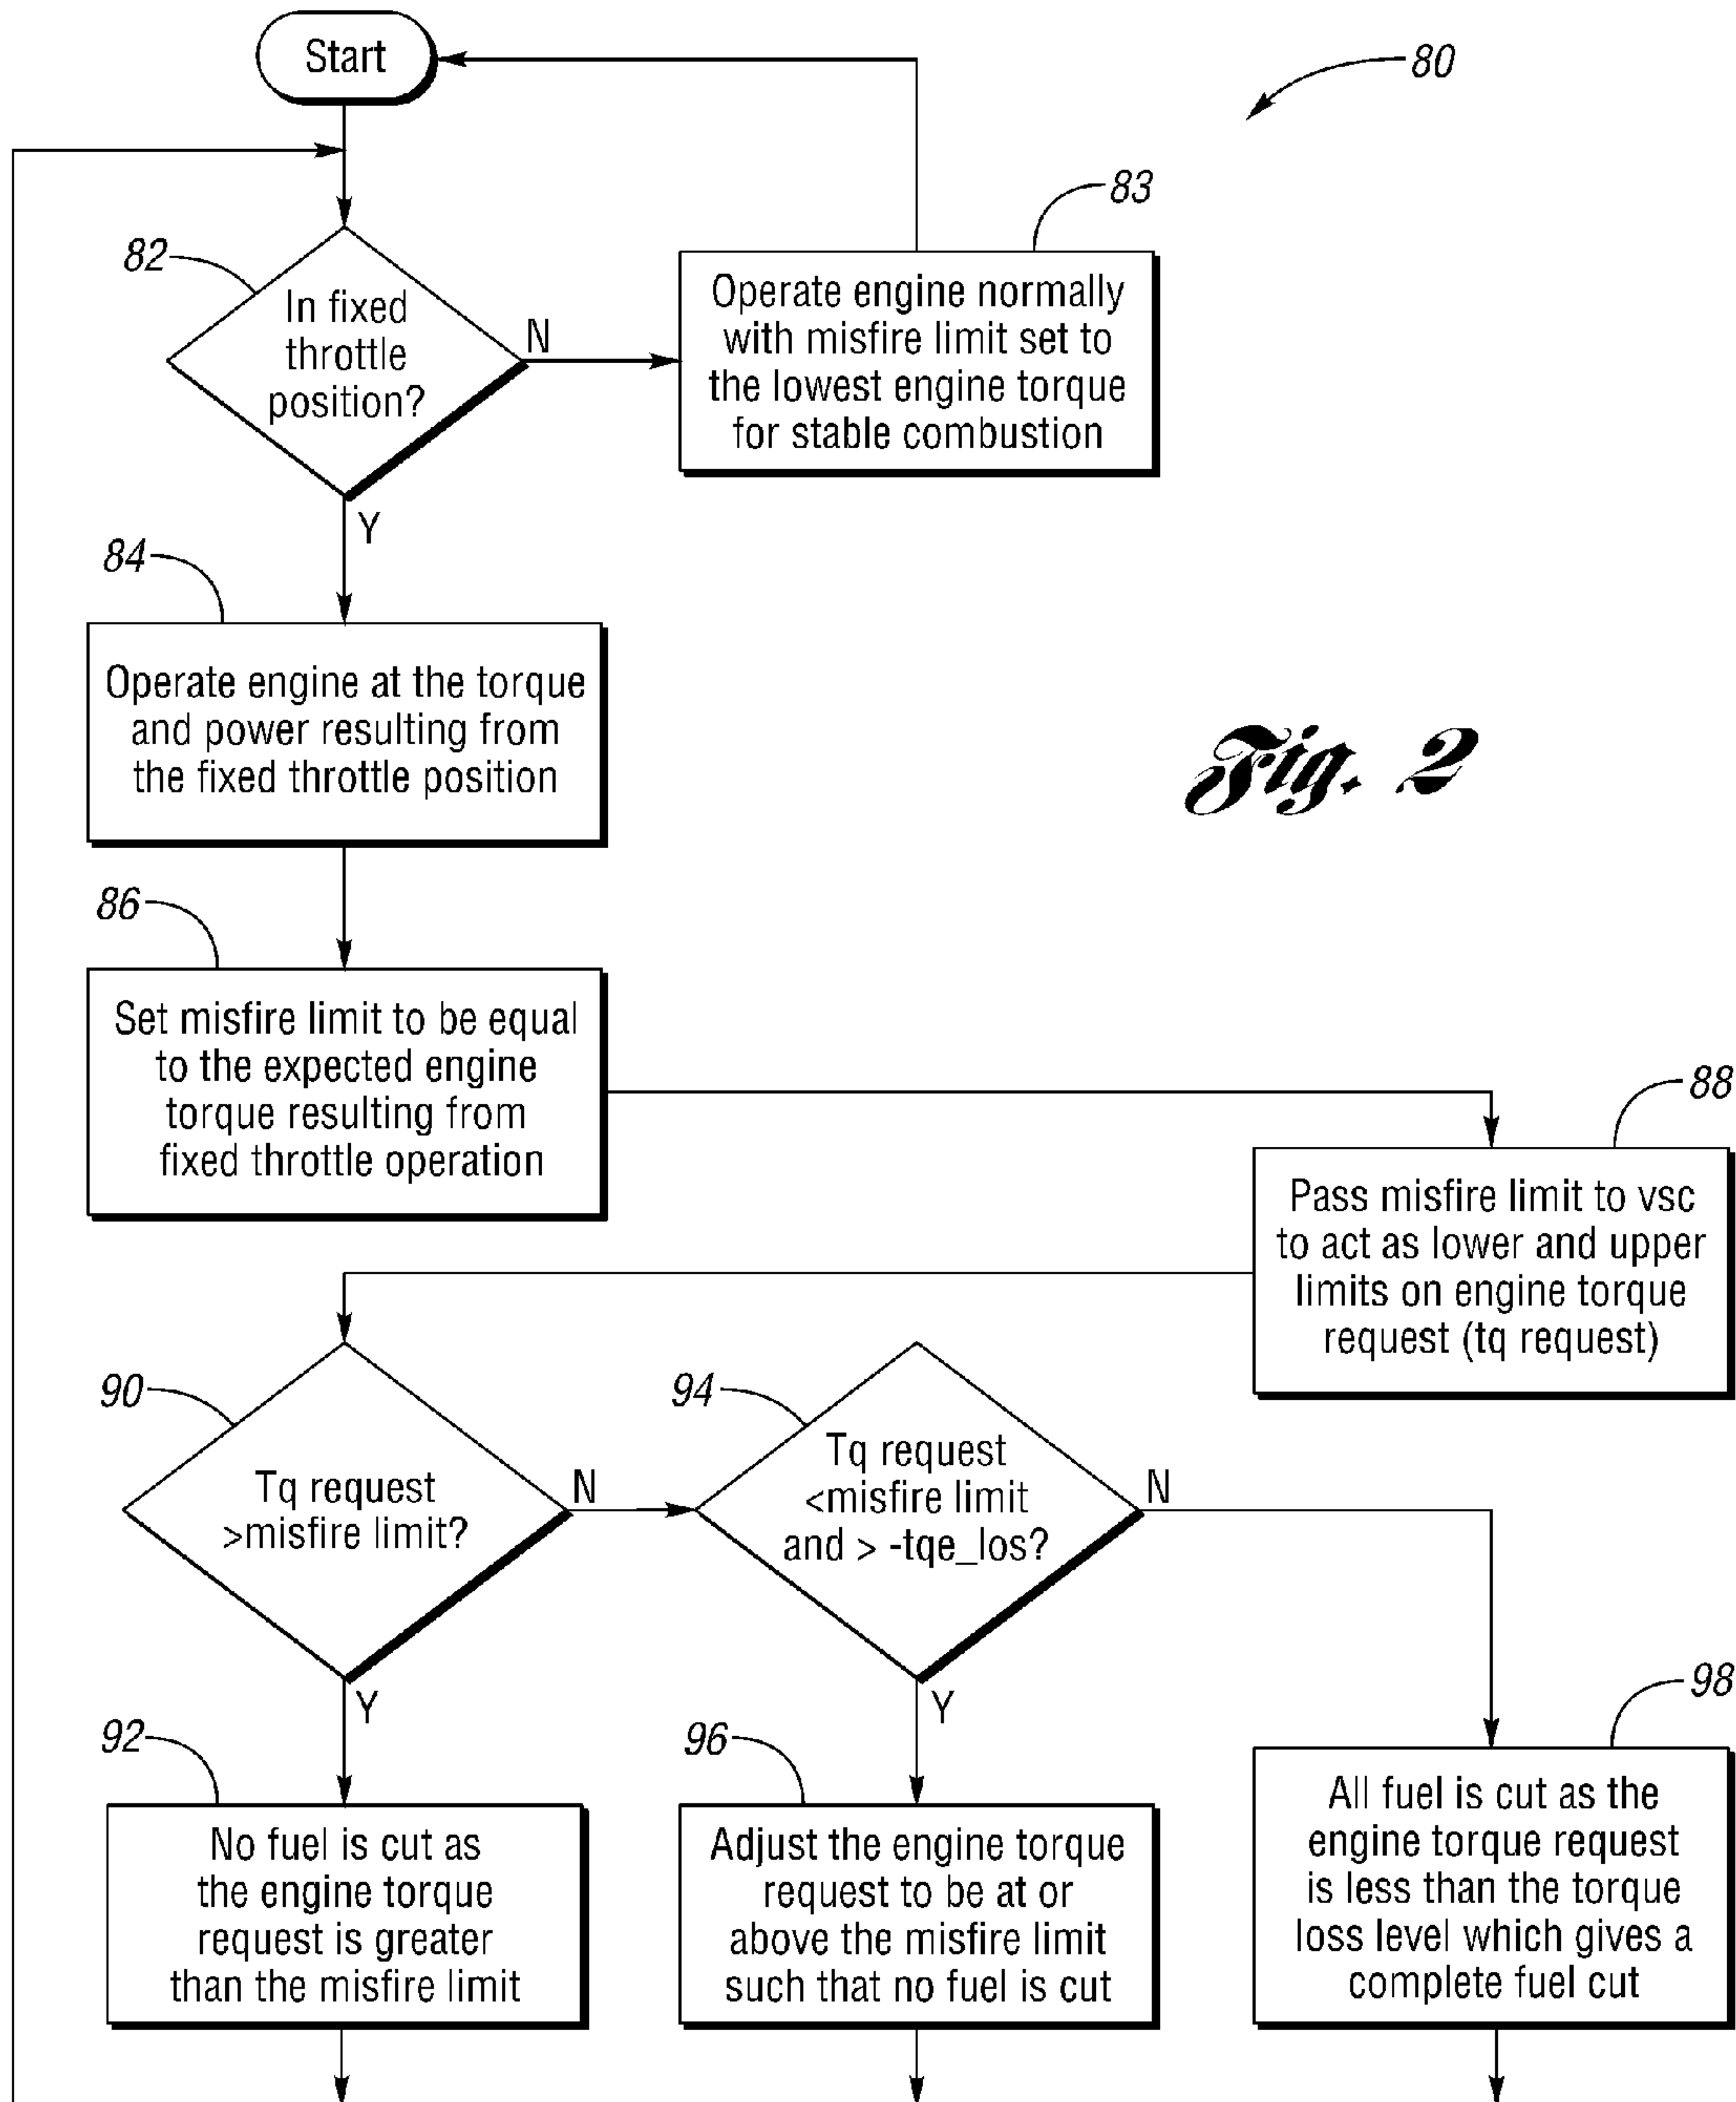 Start
80
83
82
In fixed
throttle
position?
N
Operate engine normally
with misfire limit set to
the lowest engine torque
for stable combustion
Y
84
Operate engine at the torque
and power resulting from
the fixed throttle position
Fig. 2
86
Set misfire limit to be equal
to the expected engine
torque resulting from
fixed throttle operation
88
Pass misfire limit to vsc
to act as lower and upper
limits on engine torque
request (tq request)
90
Tq request
>misfire limit?
N
94
Tq request
<misfire limit
and > -tqe_los?
N
Y
Y
92
No fuel is cut as
the engine torque
request is greater
than the misfire limit
96
Adjust the engine torque
request to be at or
above the misfire limit
such that no fuel is cut
98
All fuel is cut as the
engine torque request
is less than the torque
loss level which gives a
complete fuel cut